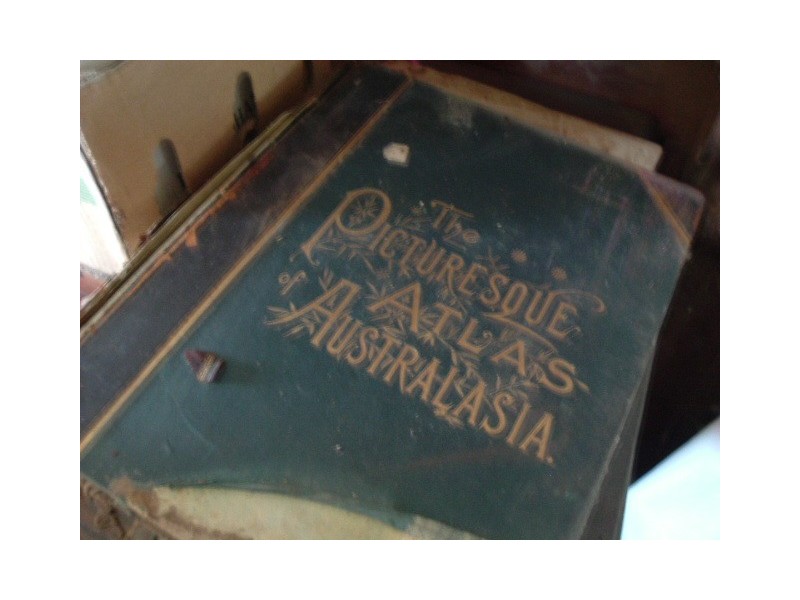 The
PICTURESQUE
ATLAS
of
AUSTRALASIA.